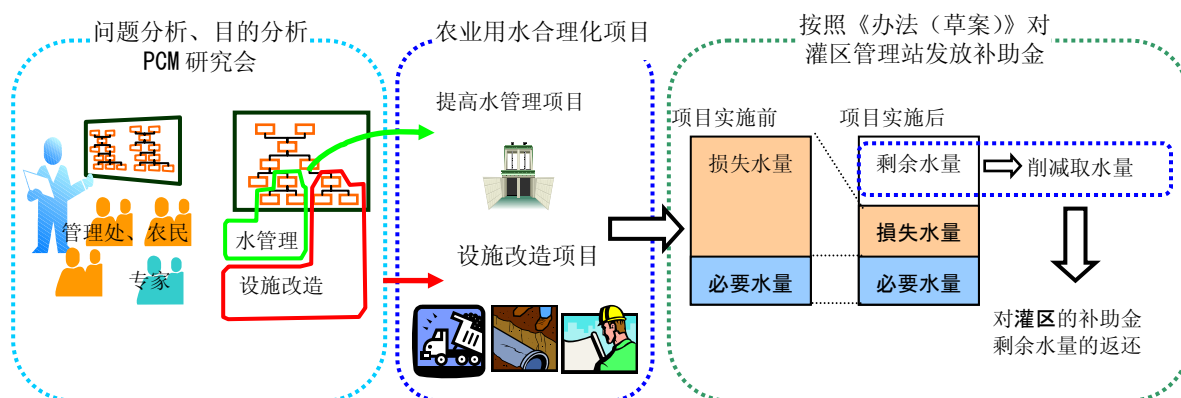 问题分析、目的分析
PCM 研究会
管理处、农民
专家
水管理
设施改造
农业用水合理化项目
提高水管理项目
设施改造项目
按照《办法（草案）》对
灌区管理站发放补助金
项目实施前
项目实施后
损失水量
必要水量
剩余水量
損失水量
必要水量
削减取水量
对灌区的补助金
剩余水量的返还